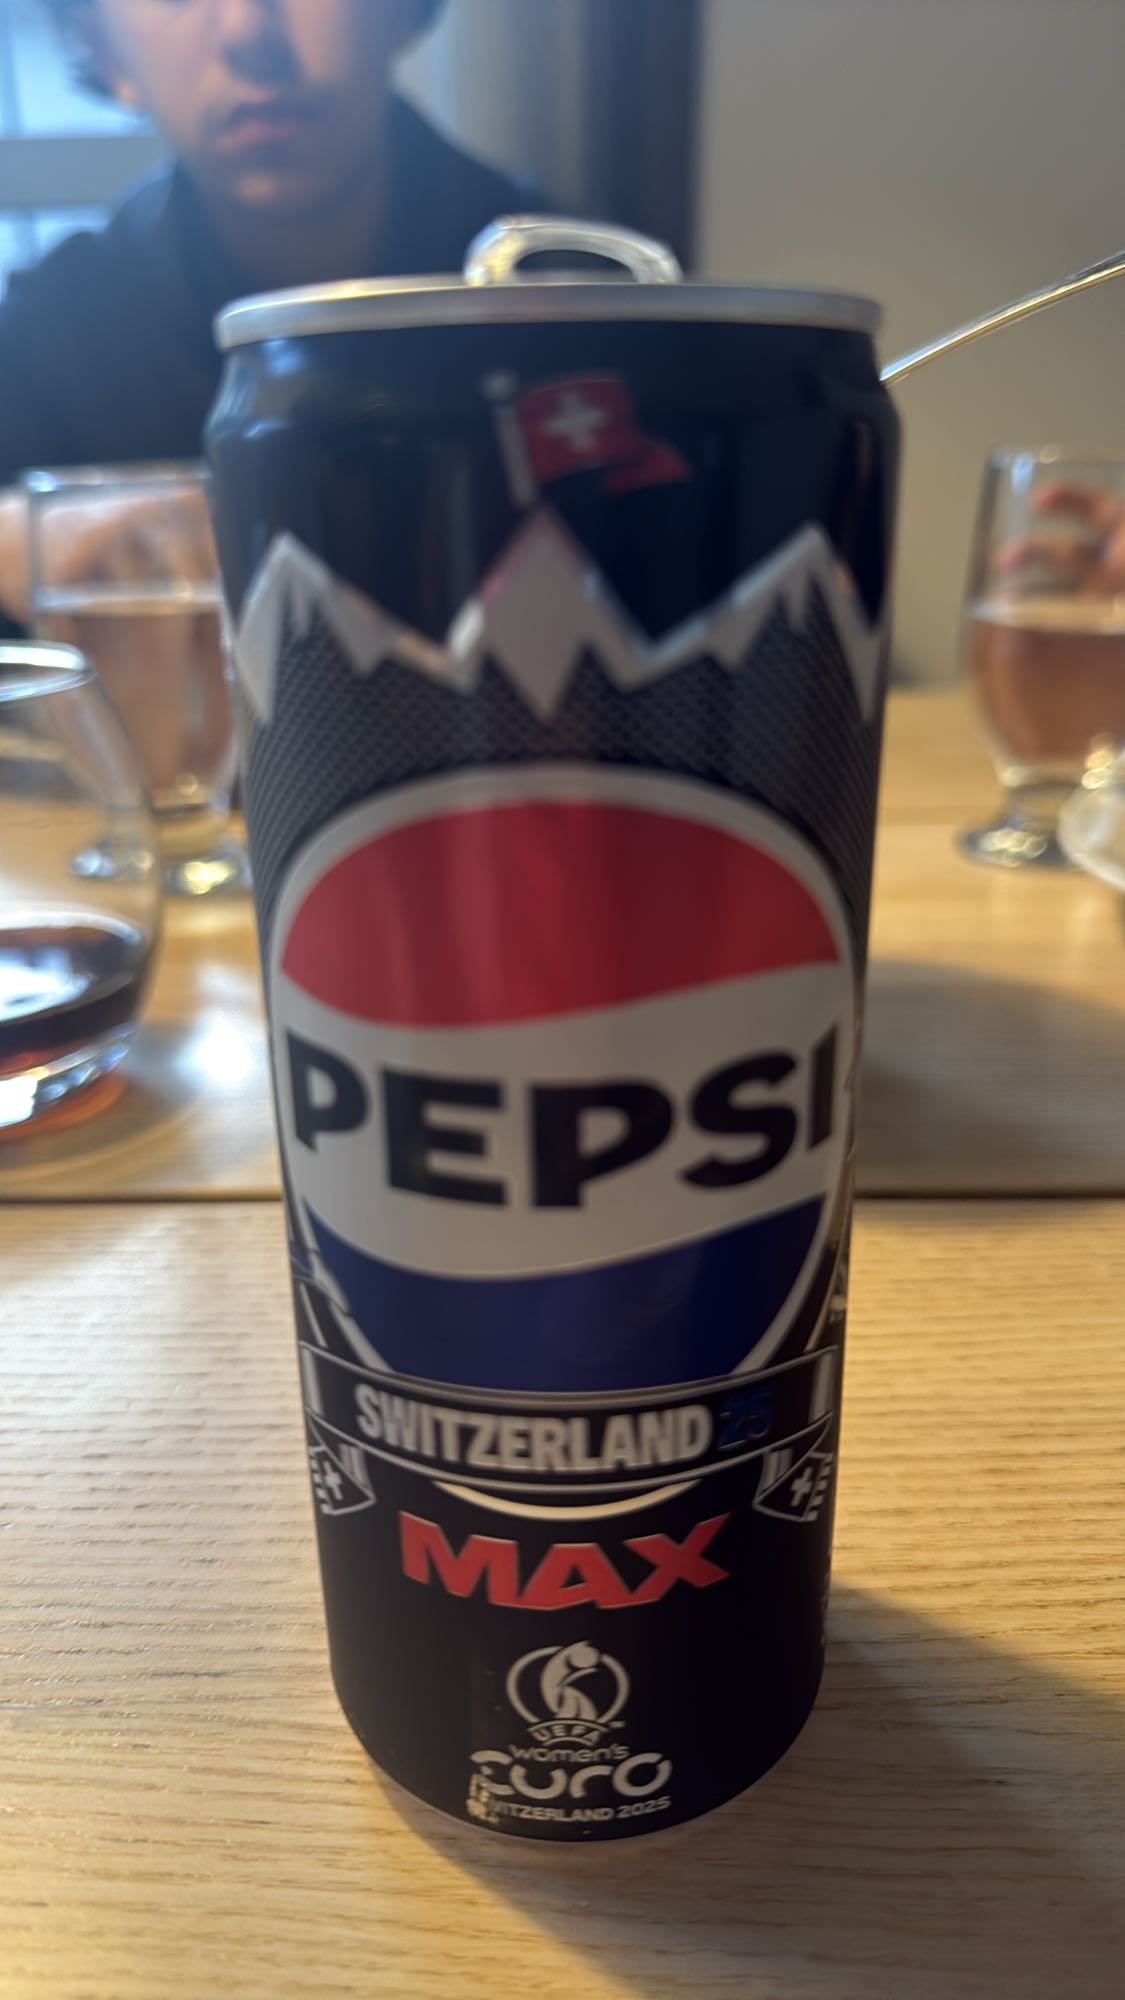 PEPSI
SWITZERLAND 25
MAX
UEFA
women's
euro
SWITZERLAND 2025